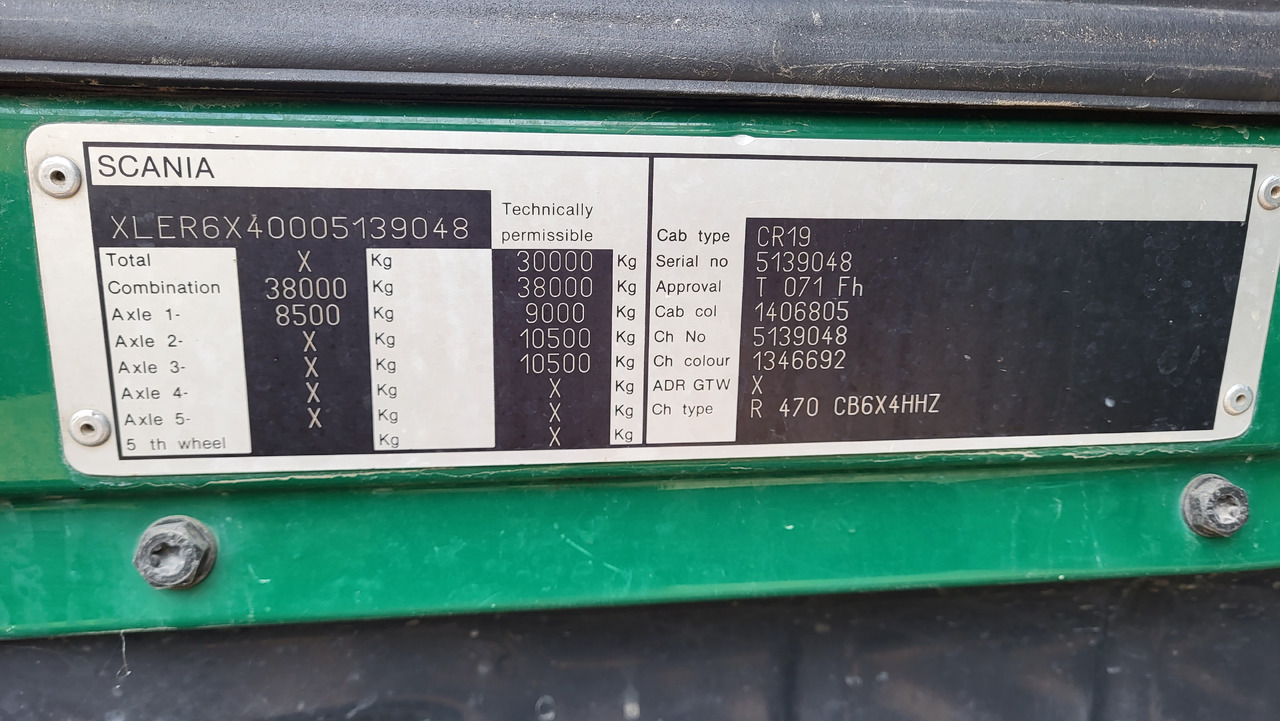 SCANIA
XLER6X40005139048
Technically
permissible
Total X Kg 30000 Kg
Combination 38000 Kg 38000 Kg
Axle 1- 8500 Kg 9000 Kg
Axle 2- X Kg 10500 Kg
Axle 3- X Kg 10500 Kg
Axle 4- X Kg X Kg
Axle 5- X Kg X Kg
5 th wheel Kg X Kg
Cab type CR19
Serial no 5139048
Approval T 071 Fh
Cab col 1406805
Ch No 5139048
Ch colour 1346692
ADR GTW X
Ch type R 470 CB6X4HHZ